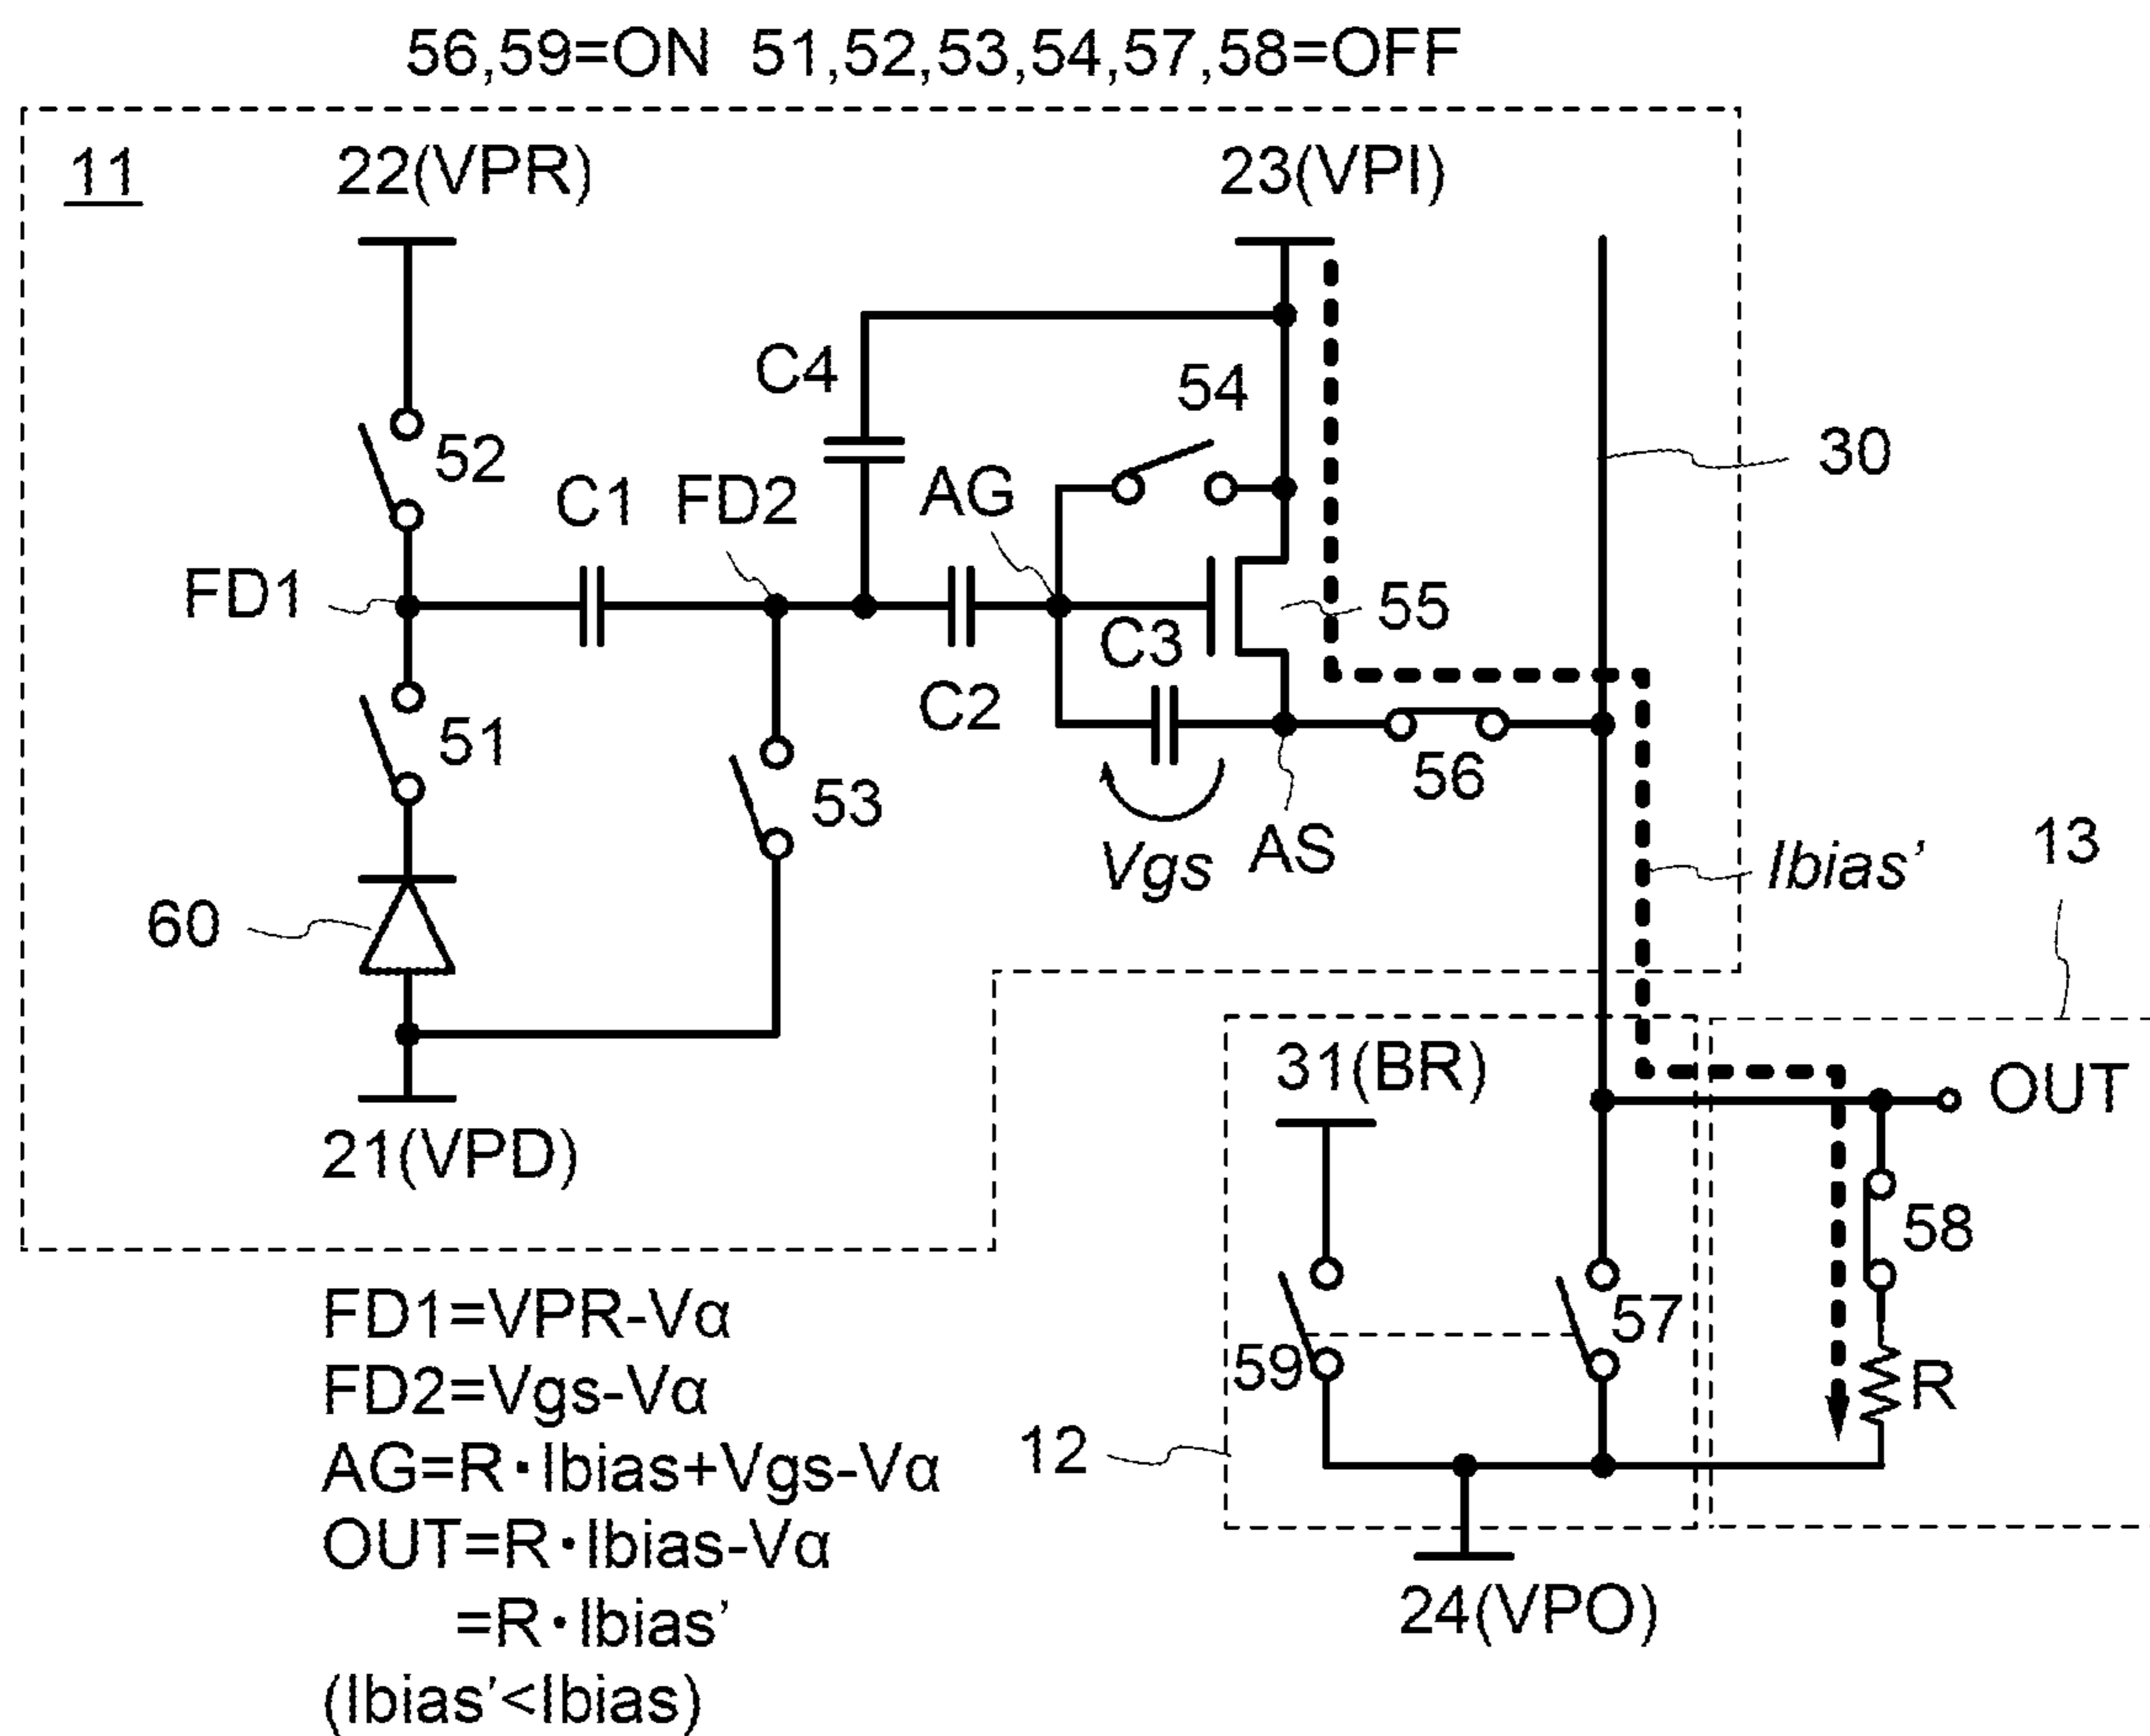 56,59=ON 51,52,53,54,57,58=OFF
11
22(VPR)
23(VPI)
C4
54
52
30
C1
FD2
AG
FD1
55
C3
C2
51
53
56
Vgs
AS
Ibias’
13
60
31(BR)
OUT
21(VPD)
58
59
57
R
12
24(VPO)
FD1=VPR-Vα
FD2=Vgs-Vα
AG=R・Ibias+Vgs-Vα
OUT=R・Ibias-Vα
=R・Ibias’
(Ibias’<Ibias)